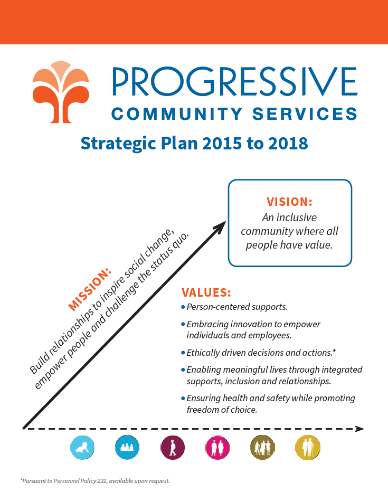 PROGRESSIVE
COMMUNITY SERVICES
Strategic Plan 2015 to 2018
VISION:
An inclusive
community where all
people have value.
MISSION:
Build relationships to inspire social change,
empower people and challenge the status quo.
VALUES:
• Person-centered supports.
• Embracing innovation to empower
individuals and employees.
• Ethically driven decisions and actions.*
• Enabling meaningful lives through integrated
supports, inclusion and relationships.
• Ensuring health and safety while promoting
freedom of choice.
*Pursuant to Personnel Policy 232, available upon request.